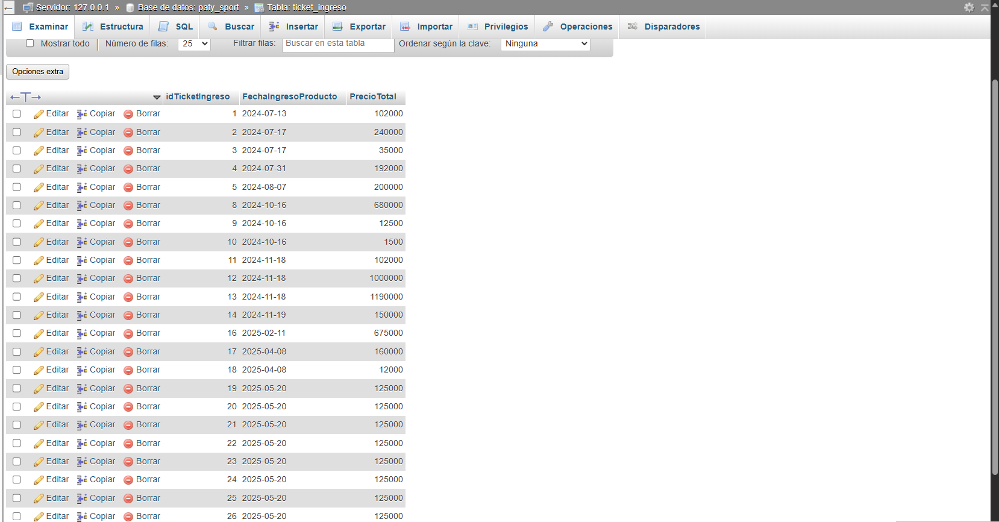 Servidor: 127.0.0.1 » Base de datos: paty_sport » Tabla: ticket_ingreso
Examinar Estructura SQL Buscar Insertar Exportar Importar Privilegios Operaciones Disparadores
Mostrar todo Número de filas: 25 Filtrar filas: Buscar en esta tabla Ordenar según la clave: Ninguna
Opciones extra
←T→ idTicketIngreso FechaIngresoProducto PrecioTotal
Editar Copiar Borrar 1 2024-07-13 102000
Editar Copiar Borrar 2 2024-07-17 240000
Editar Copiar Borrar 3 2024-07-17 35000
Editar Copiar Borrar 4 2024-07-31 192000
Editar Copiar Borrar 5 2024-08-07 200000
Editar Copiar Borrar 8 2024-10-16 680000
Editar Copiar Borrar 9 2024-10-16 12500
Editar Copiar Borrar 10 2024-10-16 1500
Editar Copiar Borrar 11 2024-11-18 102000
Editar Copiar Borrar 12 2024-11-18 1000000
Editar Copiar Borrar 13 2024-11-18 1190000
Editar Copiar Borrar 14 2024-11-19 150000
Editar Copiar Borrar 16 2025-02-11 675000
Editar Copiar Borrar 17 2025-04-08 160000
Editar Copiar Borrar 18 2025-04-08 12000
Editar Copiar Borrar 19 2025-05-20 125000
Editar Copiar Borrar 20 2025-05-20 125000
Editar Copiar Borrar 21 2025-05-20 125000
Editar Copiar Borrar 22 2025-05-20 125000
Editar Copiar Borrar 23 2025-05-20 125000
Editar Copiar Borrar 24 2025-05-20 125000
Editar Copiar Borrar 25 2025-05-20 125000
Editar Copiar Borrar 26 2025-05-20 125000